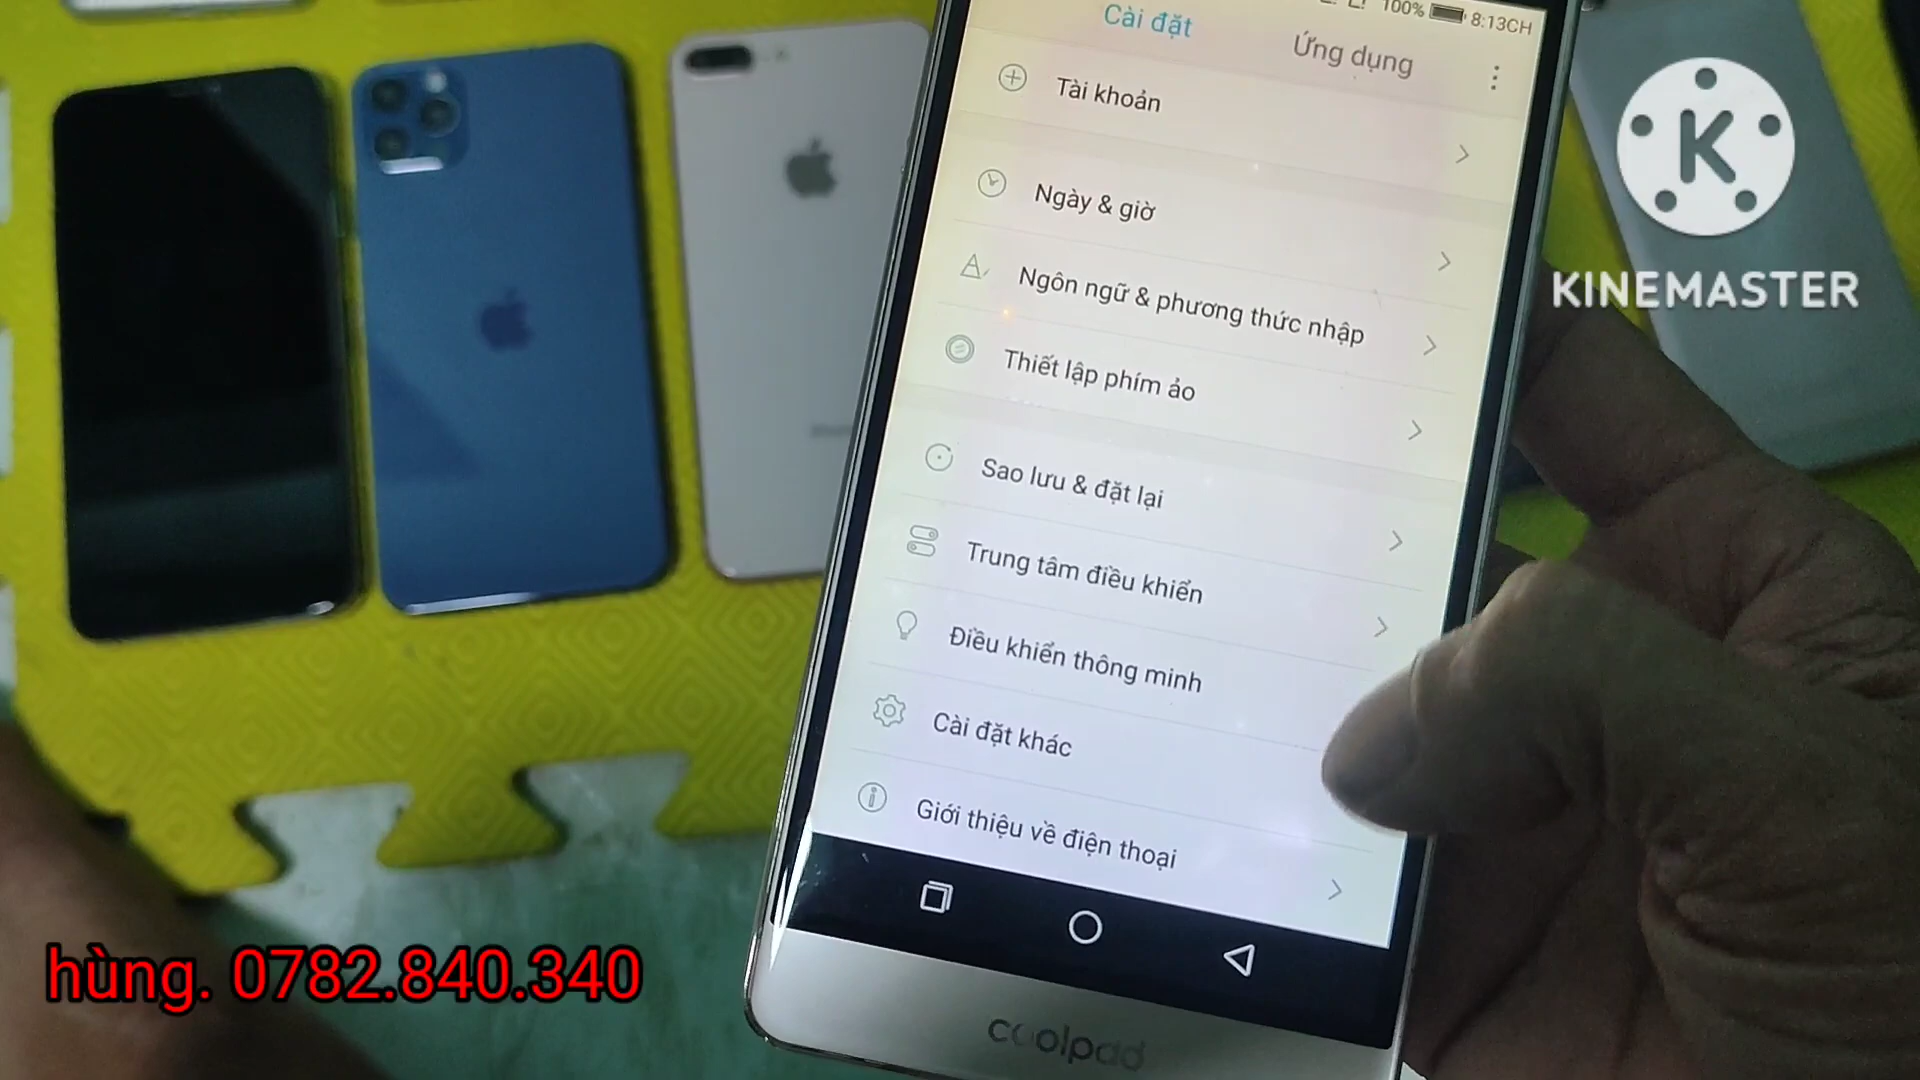 100% 8:13CH
Cài đặt
Ứng dụng
Tài khoản
Ngày & giờ
Ngôn ngữ & phương thức nhập
Thiết lập phím ảo
Sao lưu & đặt lại
Trung tâm điều khiển
Điều khiển thông minh
Cài đặt khác
Giới thiệu về điện thoại
coolpad
K
KINEMASTER
hùng. 0782.840.340